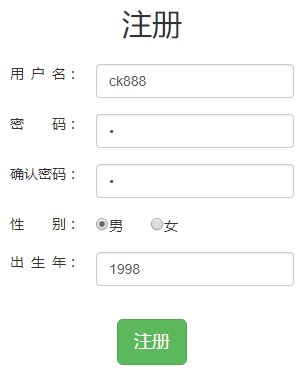 注册
用 户 名： ck888
密 码： •
确认密码： •
性 别： 男 女
出 生 年： 1998
注册